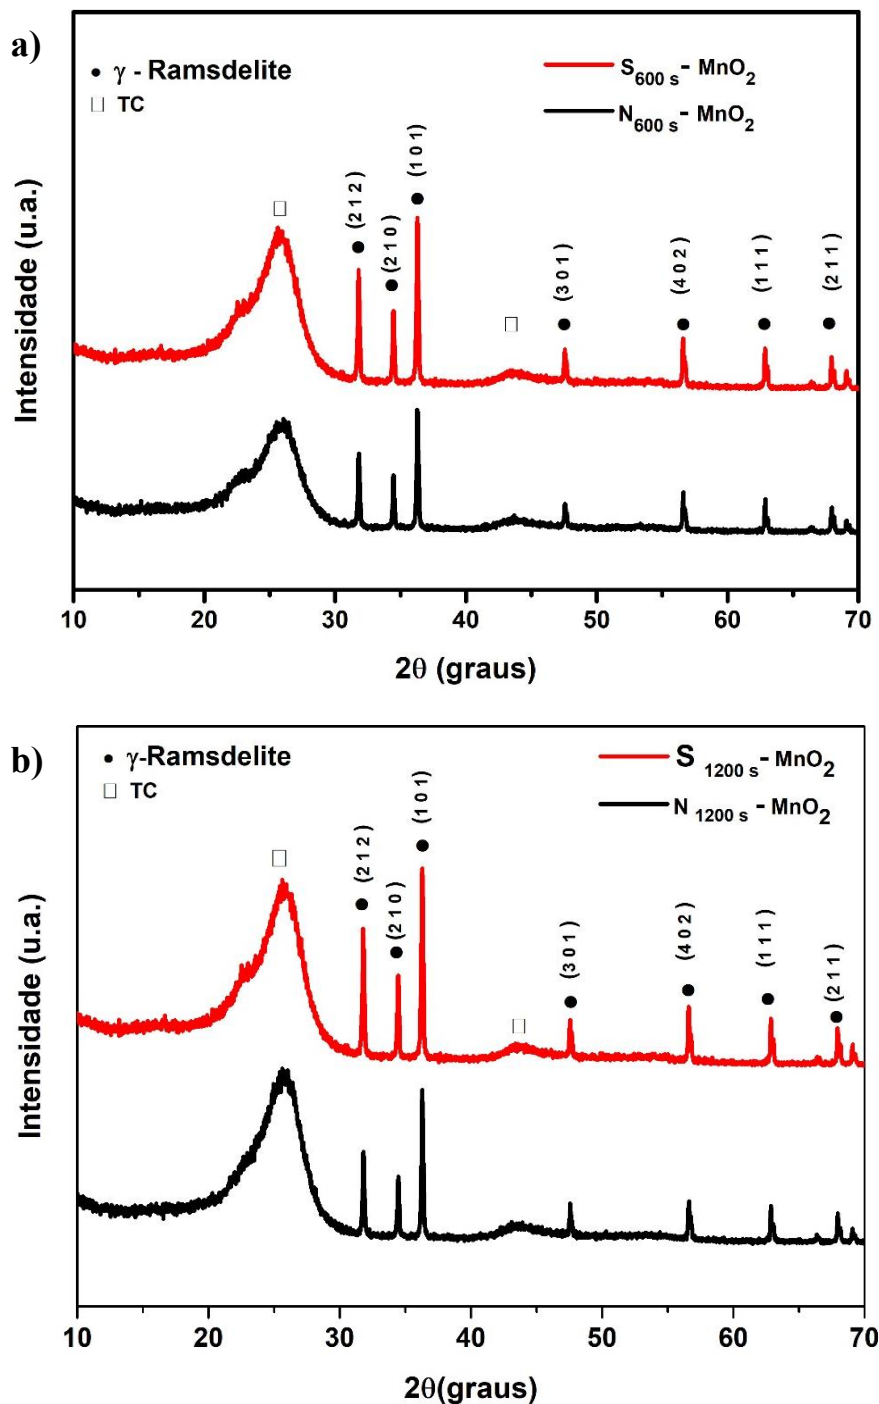 a)
● γ - Ramsdelite
□ TC
S600 s - MnO2
N600 s - MnO2
(2 1 2)
(2 1 0)
(1 0 1)
(3 0 1)
(4 0 2)
(1 1 1)
(2 1 1)
Intensidade (u.a.)
10 20 30 40 50 60 70
2θ (graus)
b)
● γ-Ramsdelite
□ TC
S 1200 s - MnO2
N 1200 s - MnO2
(2 1 2)
(2 1 0)
(1 0 1)
(3 0 1)
(4 0 2)
(1 1 1)
(2 1 1)
Intensidade (u.a.)
10 20 30 40 50 60 70
2θ(graus)